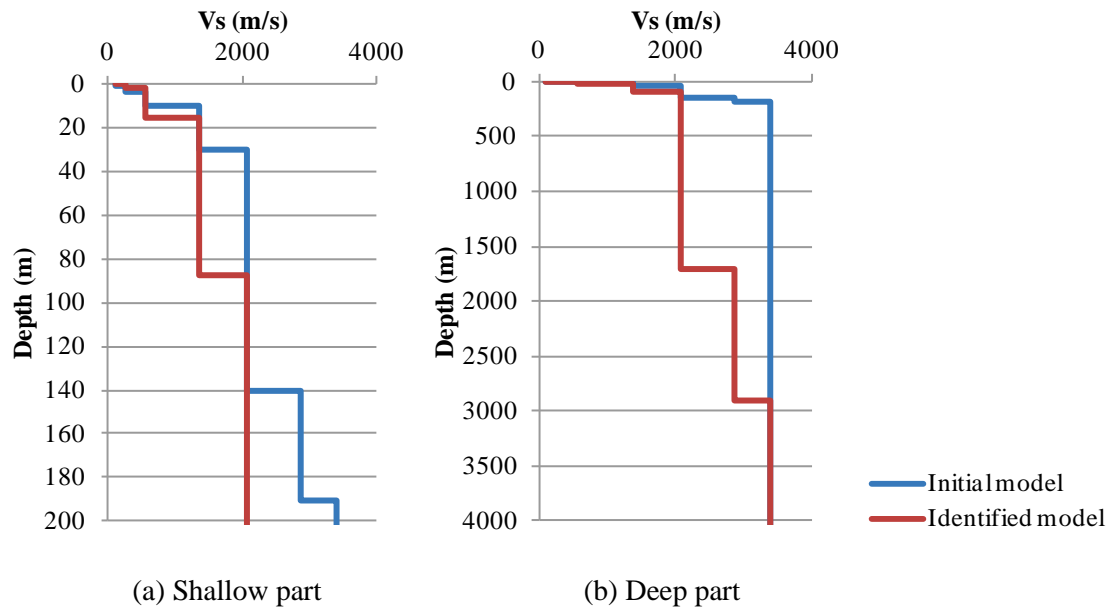 Vs (m/s)
0 2000 4000
0
20
40
60
80
100
120
140
160
180
200
Depth (m)
(a) Shallow part
Vs (m/s)
0 2000 4000
0
500
1000
1500
2000
2500
3000
3500
4000
Depth (m)
(b) Deep part
Initial model
Identified model